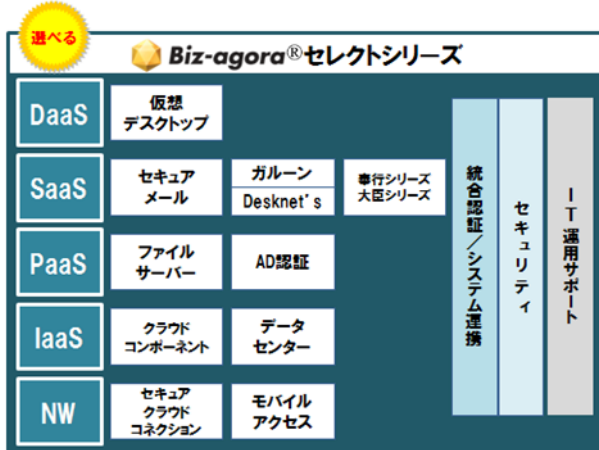 選べる
Biz-agora®セレクトシリーズ
DaaS
仮想
デスクトップ
SaaS
セキュア
メール
ガルーン
Desknet's
奉行シリーズ
大臣シリーズ
PaaS
ファイル
サーバー
AD認証
IaaS
クラウド
コンポーネント
データ
センター
NW
セキュア
クラウド
コネクション
モバイル
アクセス
統合認証/システム連携
セキュリティ
IT 運用サポート